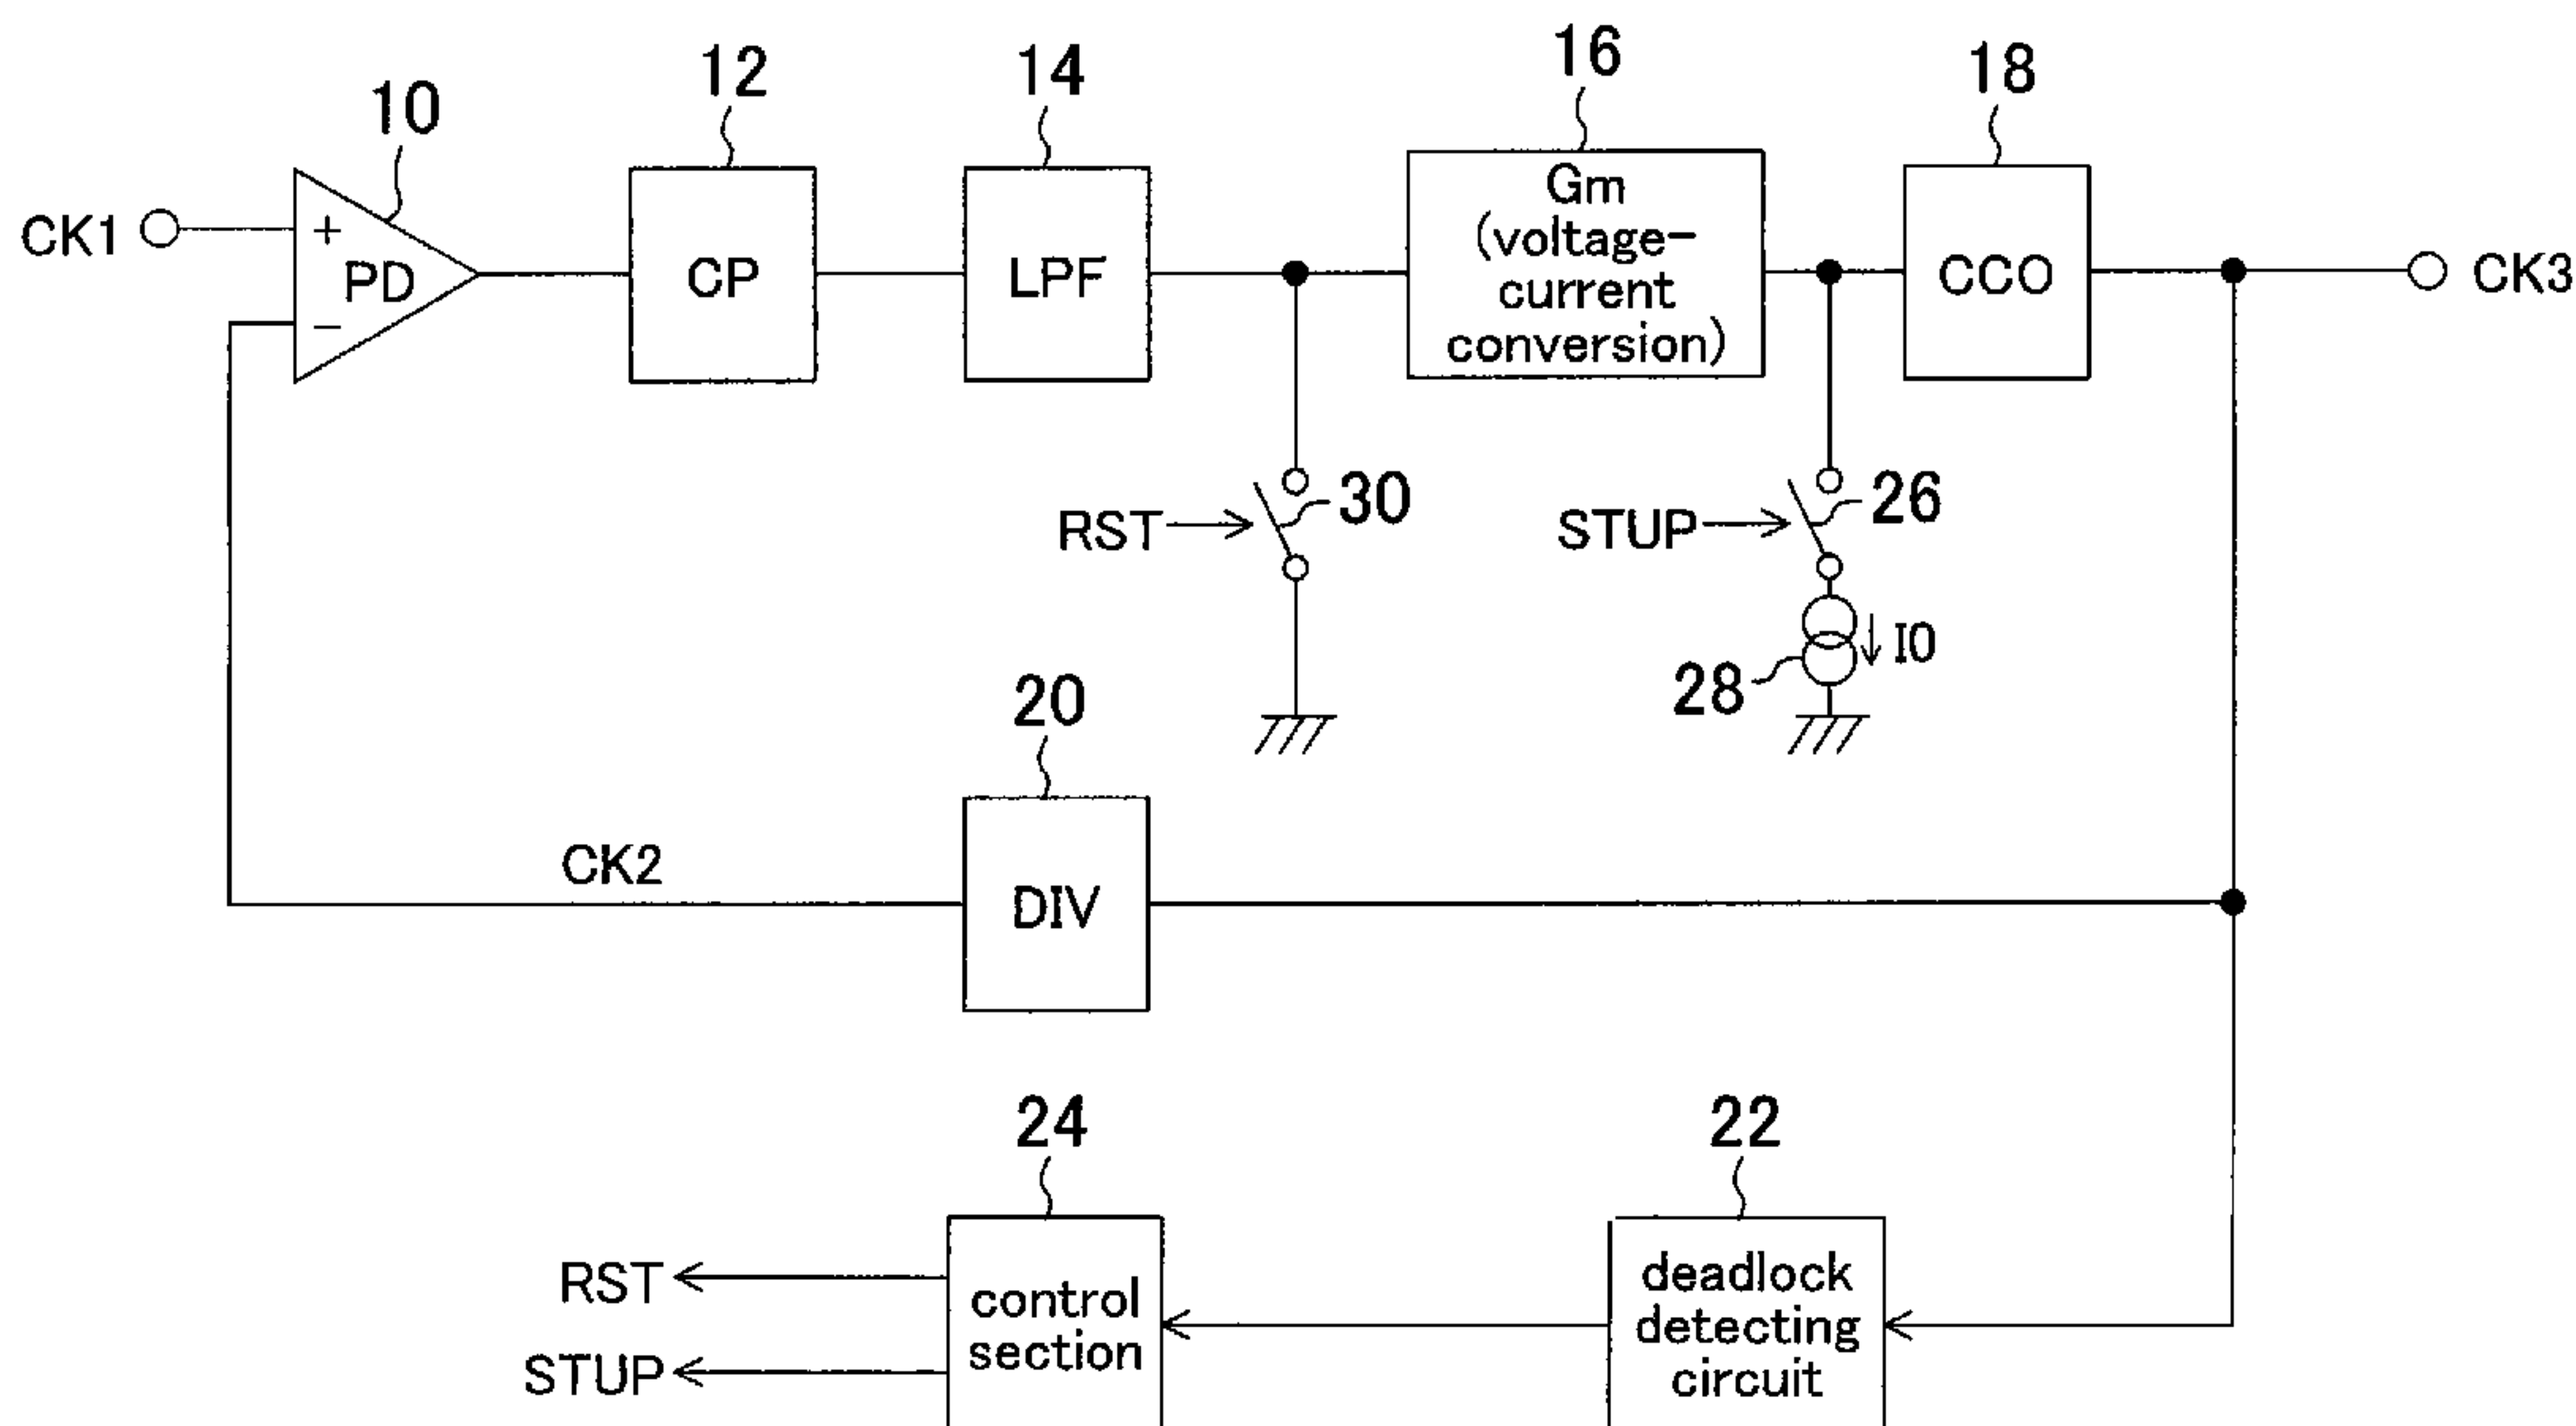 10
12
14
16
18
CK1
+
PD
−
CP
LPF
Gm
(voltage-
current
conversion)
CCO
CK3
RST
30
STUP
26
28
I0
20
CK2
DIV
24
22
RST
STUP
control
section
deadlock
detecting
circuit